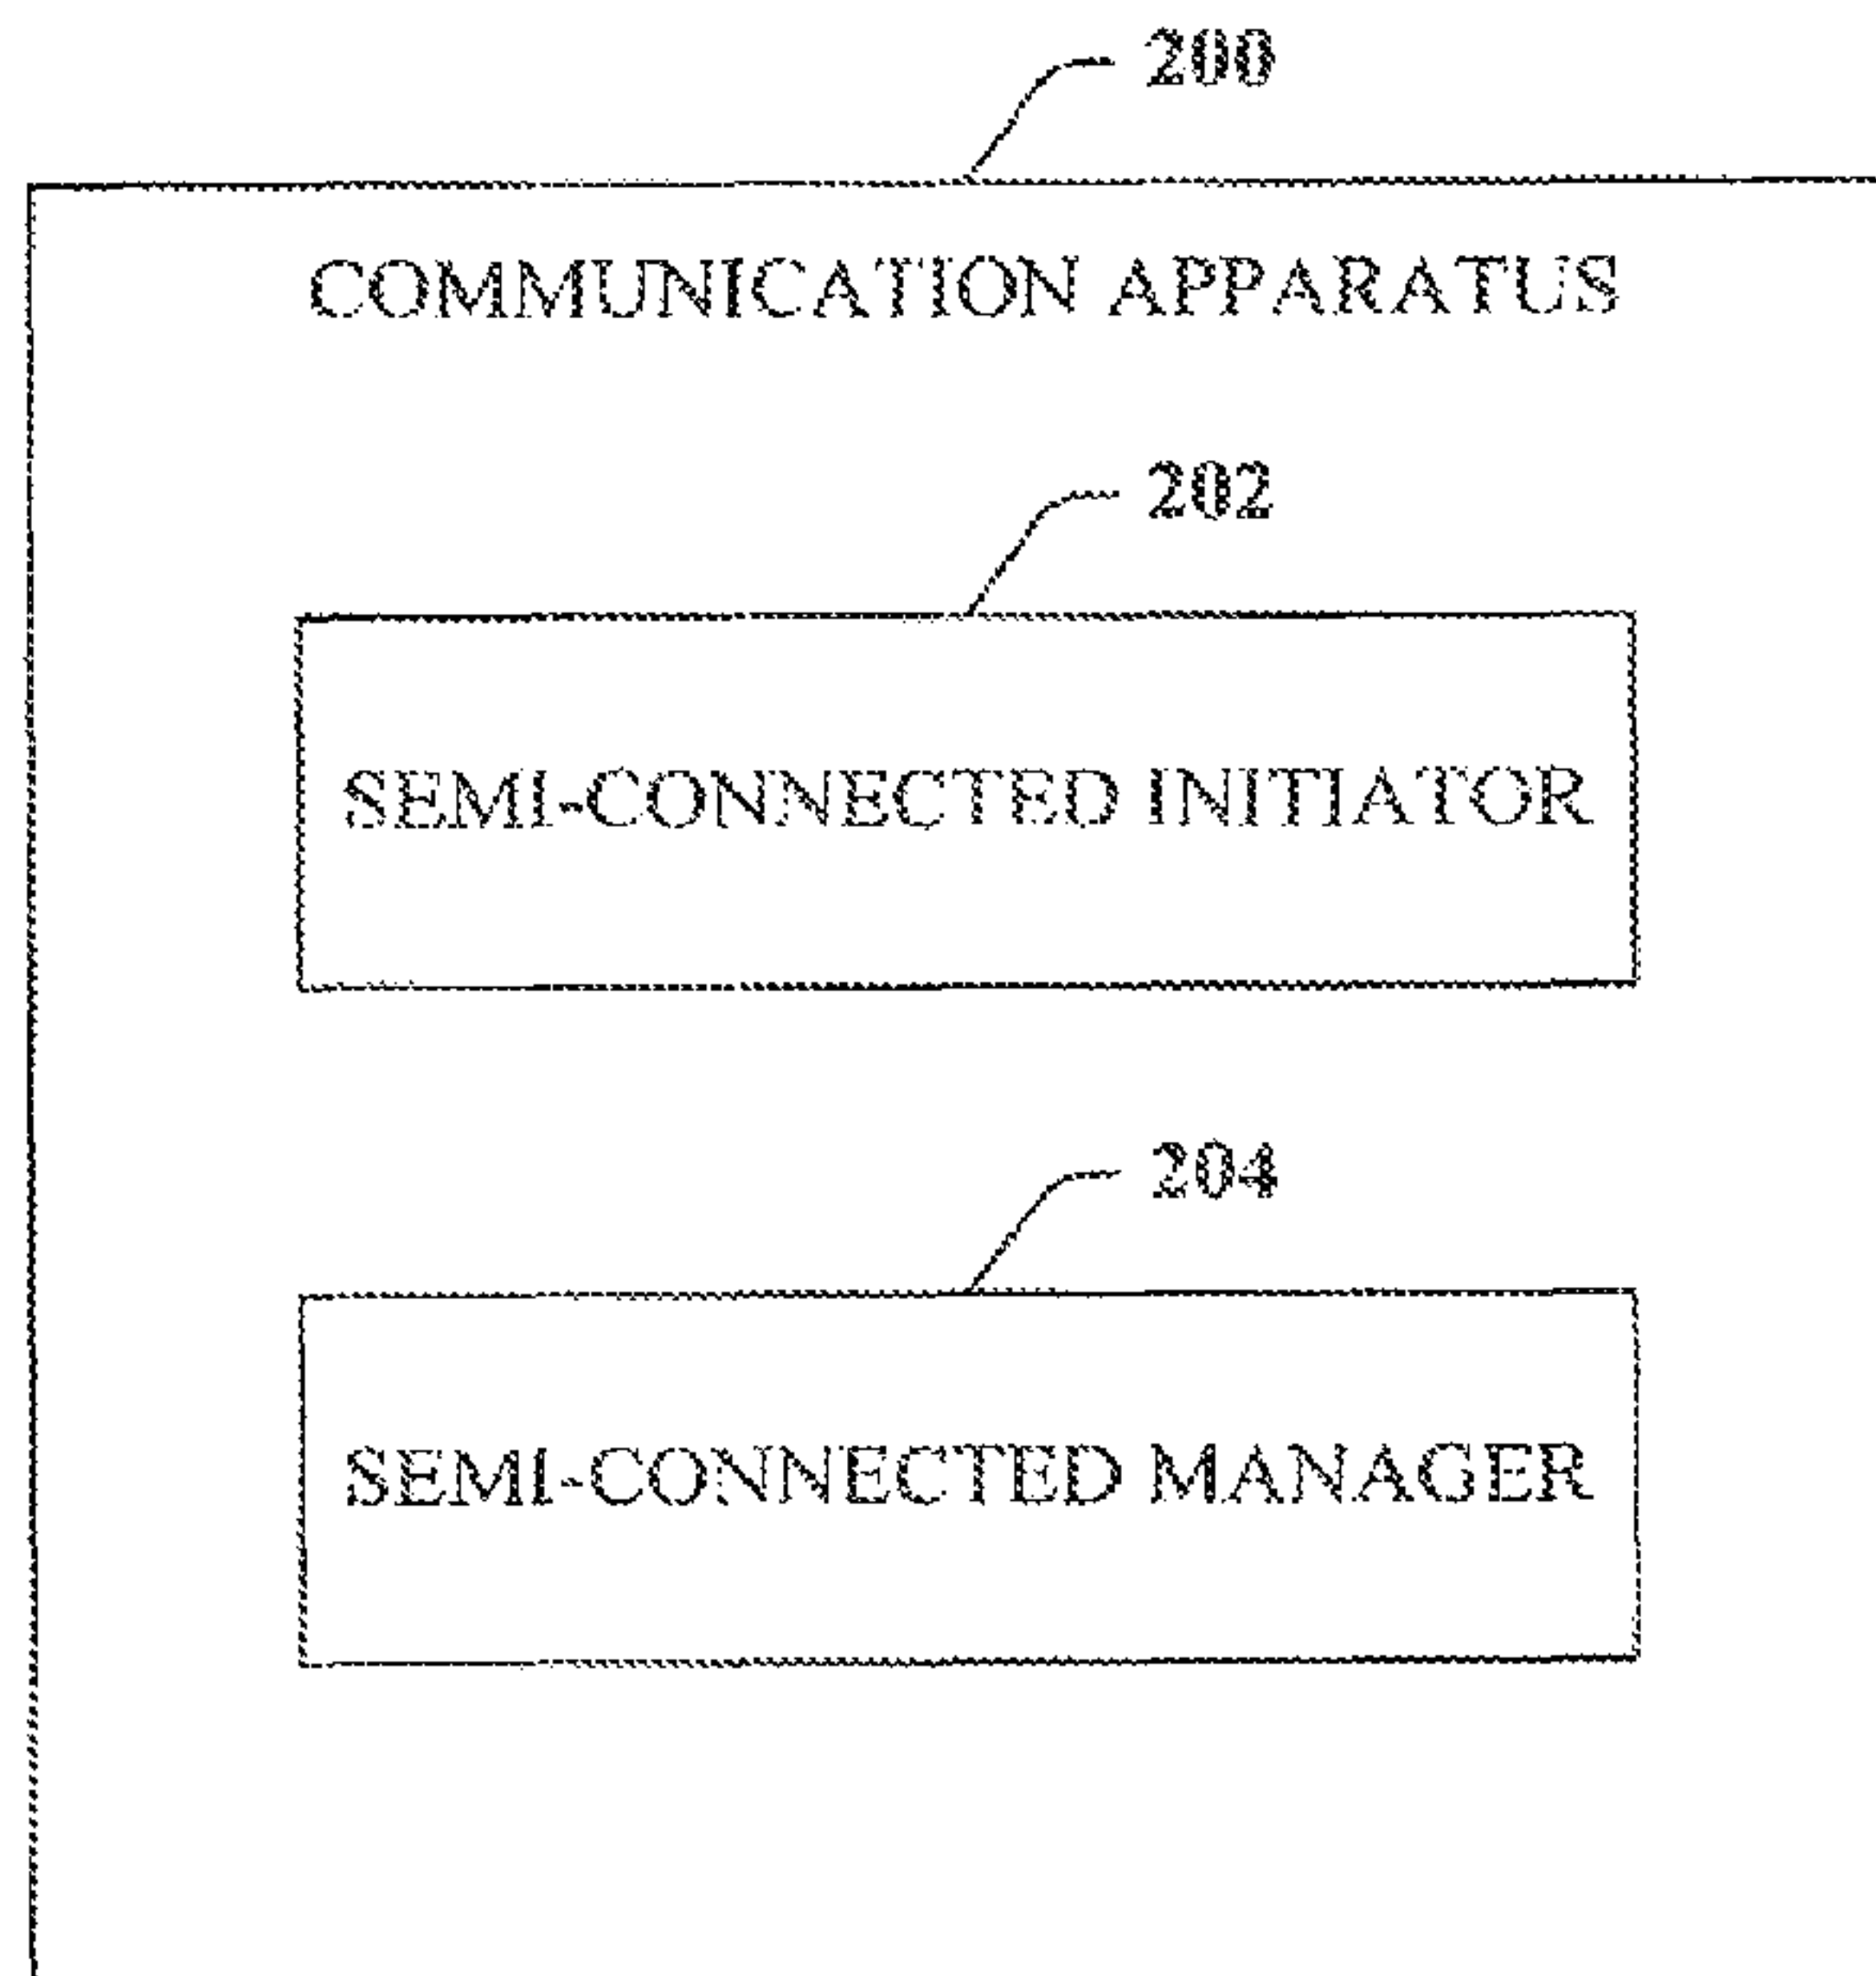 200
COMMUNICATION APPARATUS
202
SEMI-CONNECTED INITIATOR
204
SEMI-CONNECTED MANAGER